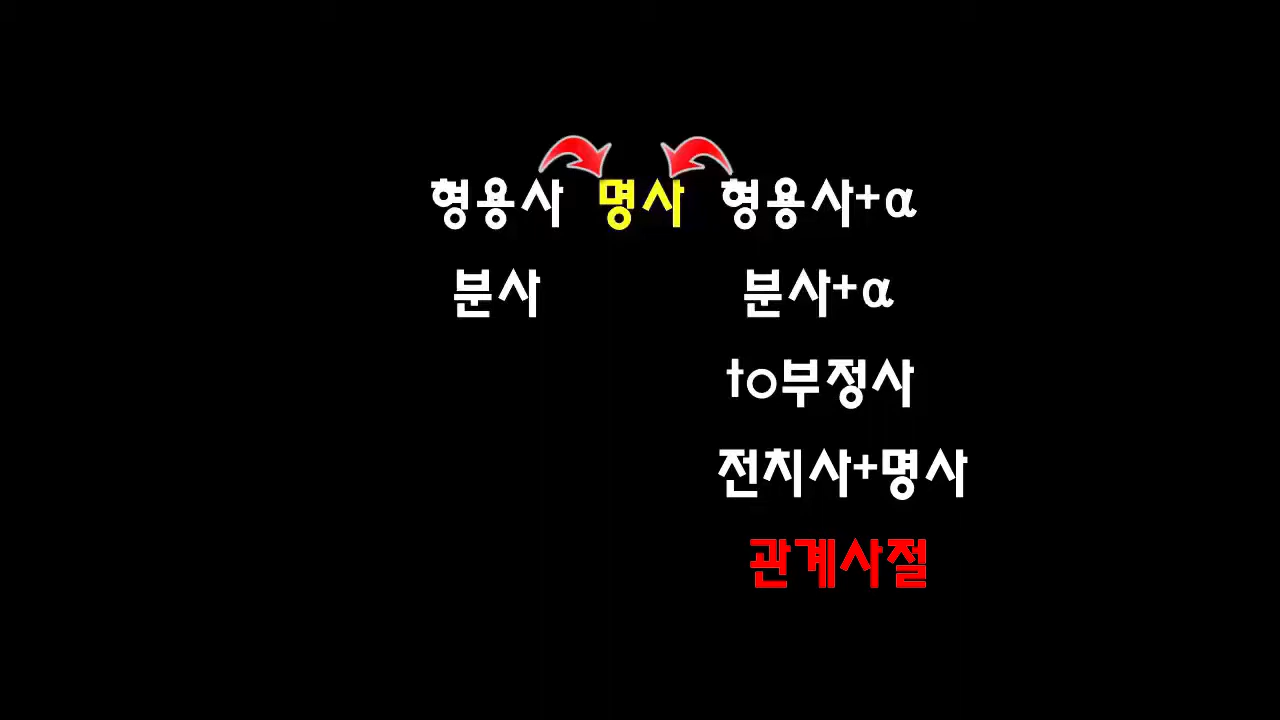 형용사 명사 형용사+α
분사 분사+α
to부정사
전치사+명사
관계사절